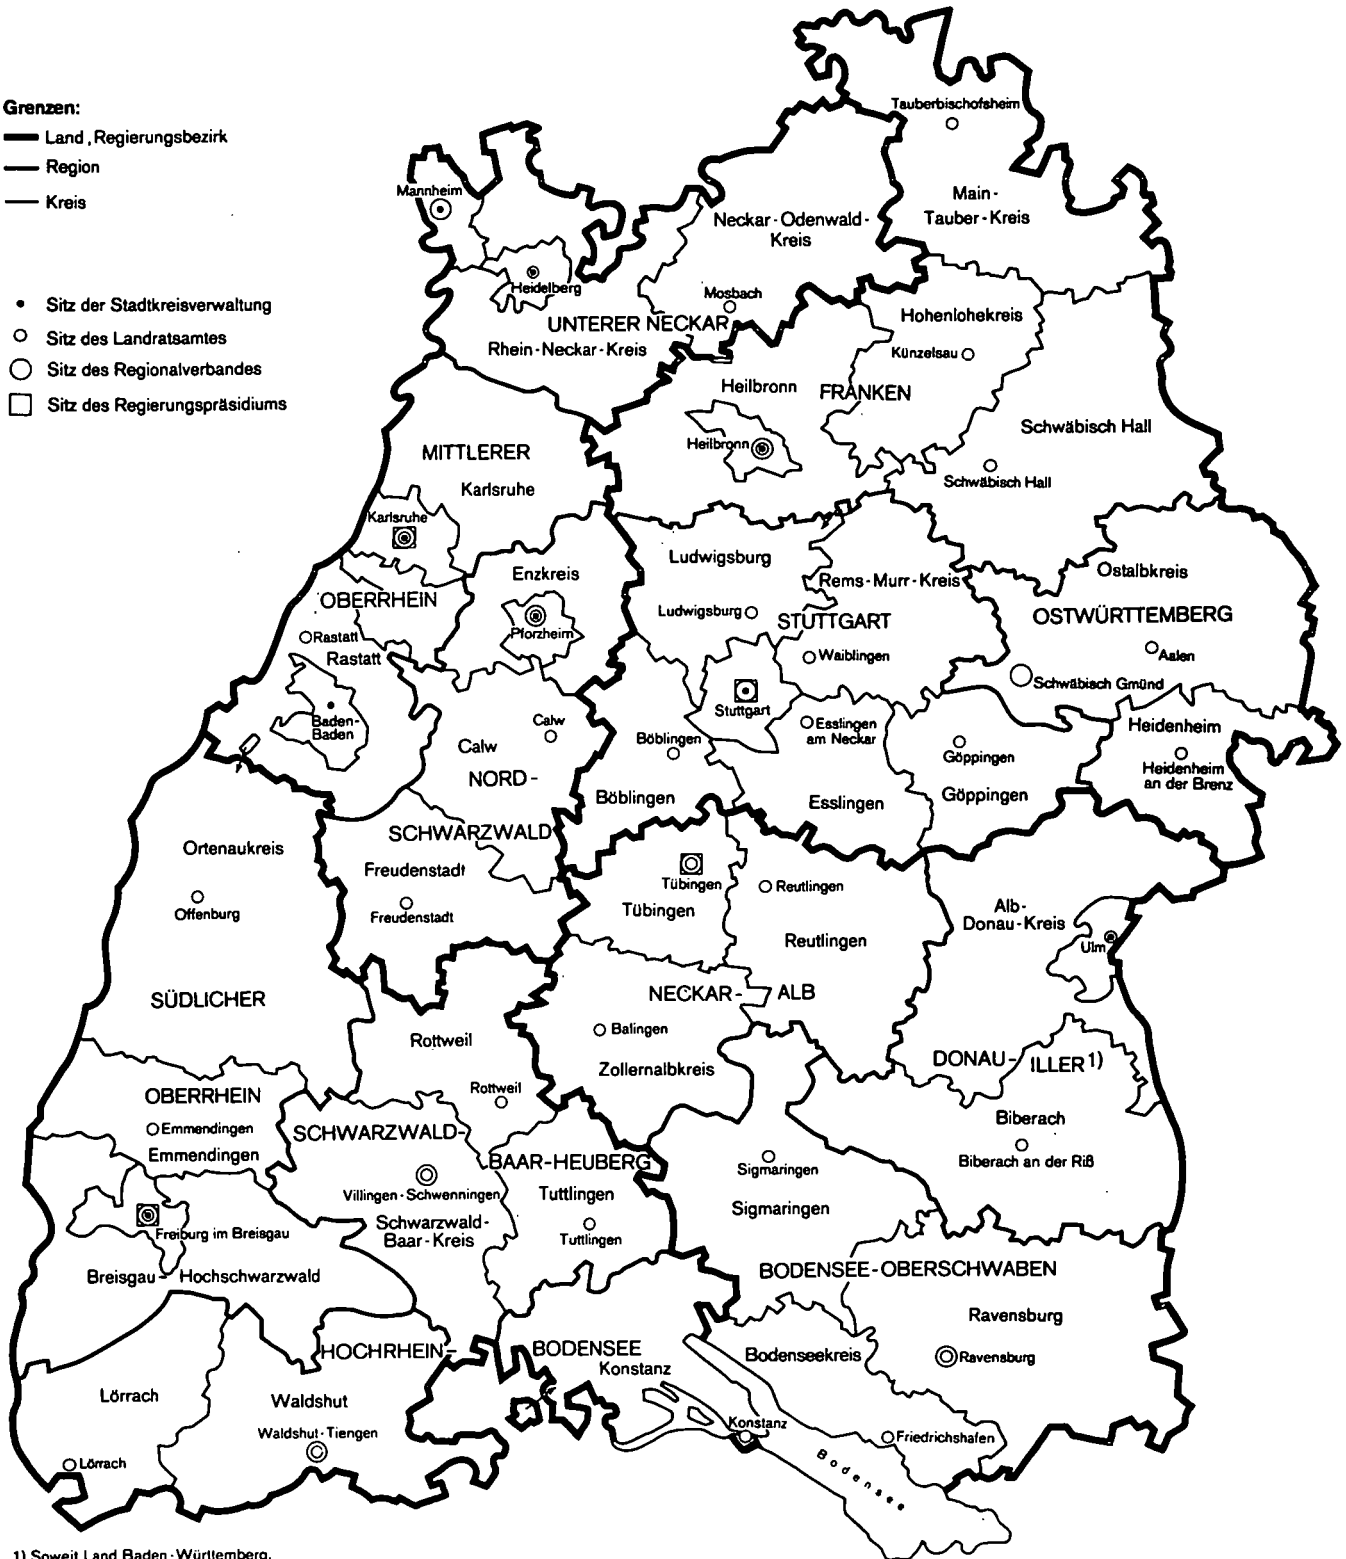 Grenzen:
Land, Regierungsbezirk
Region
Kreis
Sitz der Stadtkreisverwaltung
Sitz des Landratsamtes
Sitz des Regionalverbandes
Sitz des Regierungspräsidiums
Tauberbischofsheim
Main-
Tauber-Kreis
Mannheim
Neckar-Odenwald-
Kreis
Heidelberg
Mosbach
UNTERER NECKAR
Rhein-Neckar-Kreis
Hohenlohekreis
Künzelsau
Heilbronn
FRANKEN
Heilbronn
Schwäbisch Hall
Schwäbisch Hall
MITTLERER
Karlsruhe
Karlsruhe
OBERRHEIN
Rastatt
Rastatt
Baden-
Baden
Enzkreis
Pforzheim
Ludwigsburg
Ludwigsburg
Rems-Murr-Kreis
STUTTGART
Waiblingen
Stuttgart
Ostalbkreis
OSTWÜRTTEMBERG
Aalen
Schwäbisch Gmünd
Heidenheim
Heidenheim
an der Brenz
Calw
Calw
NORD-
SCHWARZWALD
Böblingen
Böblingen
Esslingen
am Neckar
Esslingen
Göppingen
Göppingen
Freudenstadt
Freudenstadt
Ortenaukreis
Offenburg
SÜDLICHER
OBERRHEIN
Tübingen
Tübingen
Reutlingen
Reutlingen
Alb-
Donau-Kreis
Ulm
NECKAR-ALB
Balingen
Zollernalbkreis
DONAU-ILLER 1)
Biberach
Biberach an der Riß
Rottweil
Rottweil
Emmendingen
Emmendingen
SCHWARZWALD-
BAAR-HEUBERG
Villingen-Schwenningen
Schwarzwald-
Baar-Kreis
Tuttlingen
Tuttlingen
Sigmaringen
Sigmaringen
Freiburg im Breisgau
Breisgau-Hochschwarzwald
BODENSEE-OBERSCHWABEN
Ravensburg
Ravensburg
Bodenseekreis
Friedrichshafen
HOCHRHEIN-
BODENSEE
Konstanz
Konstanz
Lörrach
Lörrach
Waldshut
Waldshut-Tiengen
Bodensee
1) Soweit Land Baden-Württemberg.